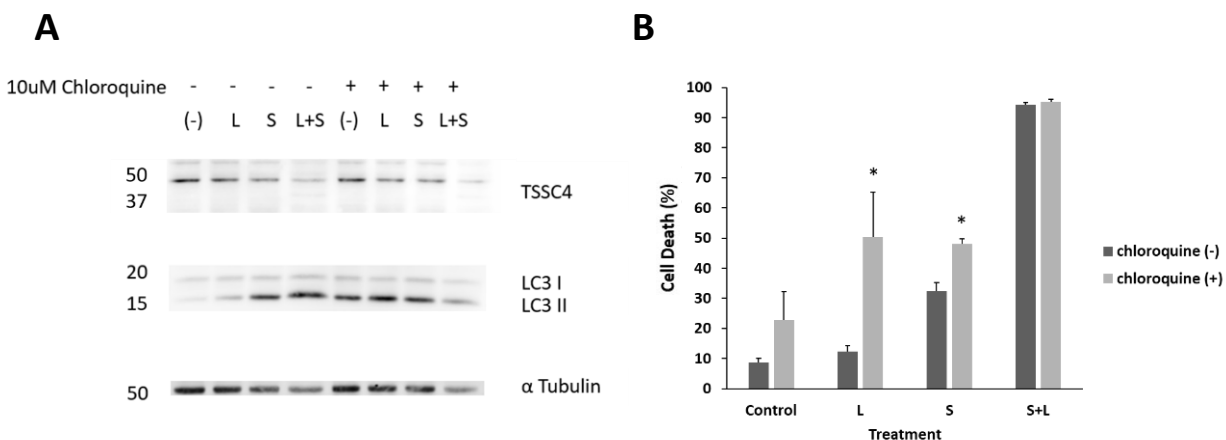 A
10uM Chloroquine - - - - + + + +
(-) L S L+S (-) L S L+S
50
37
TSSC4
20
15
LC3 I
LC3 II
50
α Tubulin
B
100
90
80
70
60
50
40
30
20
10
0
Cell Death (%)
*
*
Control L S S+L
Treatment
chloroquine (-)
chloroquine (+)